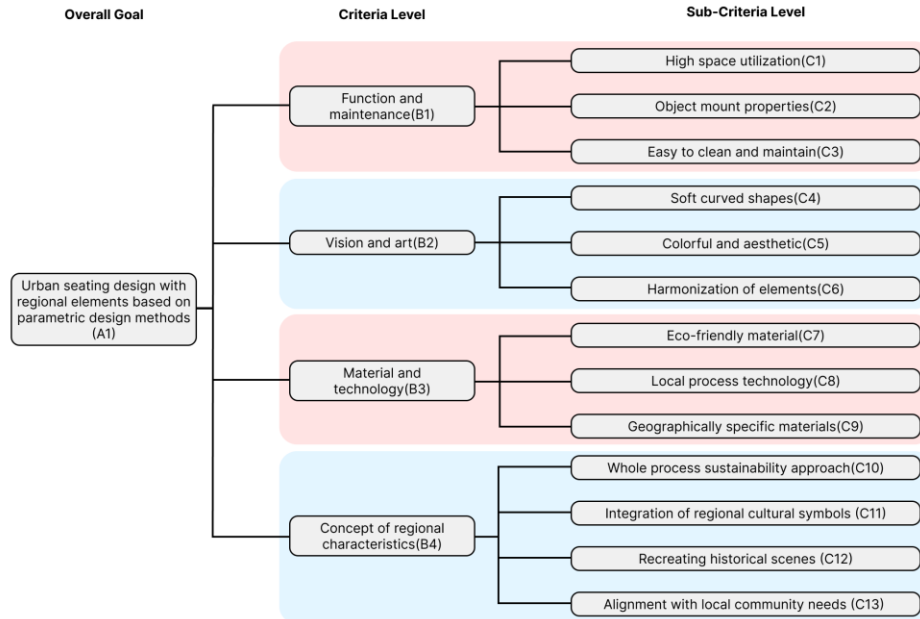 Overall Goal
Criteria Level
Sub-Criteria Level
Urban seating design with
regional elements based on
parametric design methods
(A1)
Function and
maintenance(B1)
High space utilization(C1)
Object mount properties(C2)
Easy to clean and maintain(C3)
Vision and art(B2)
Soft curved shapes(C4)
Colorful and aesthetic(C5)
Harmonization of elements(C6)
Material and
technology(B3)
Eco-friendly material(C7)
Local process technology(C8)
Geographically specific materials(C9)
Concept of regional
characteristics(B4)
Whole process sustainability approach(C10)
Integration of regional cultural symbols (C11)
Recreating historical scenes (C12)
Alignment with local community needs (C13)